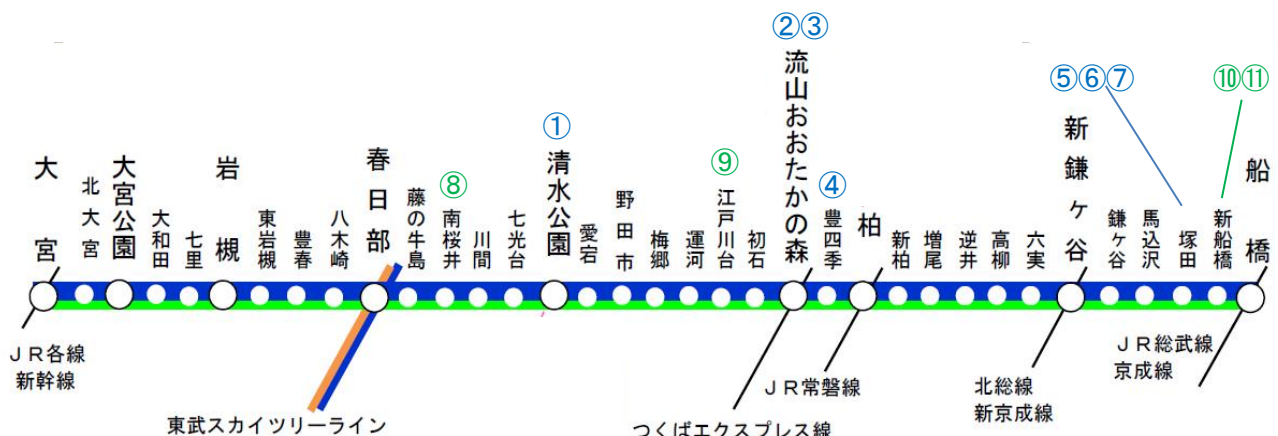 ②③
⑤⑥⑦
⑩⑪
①
⑧
⑨
④
大宮
北大宮
大宮公園
大和田
七里
岩槻
東岩槻
豊春
八木崎
春日部
藤の牛島
南桜井
川間
七光台
清水公園
愛宕
野田市
梅郷
運河
江戸川台
初石
流山おおたかの森
豊四季
柏
新柏
増尾
逆井
高柳
六実
新鎌ヶ谷
鎌ヶ谷
馬込沢
塚田
新船橋
船橋
JR各線
新幹線
東武スカイツリーライン
つくばエクスプレス線
JR常磐線
北総線
新京成線
JR総武線
京成線